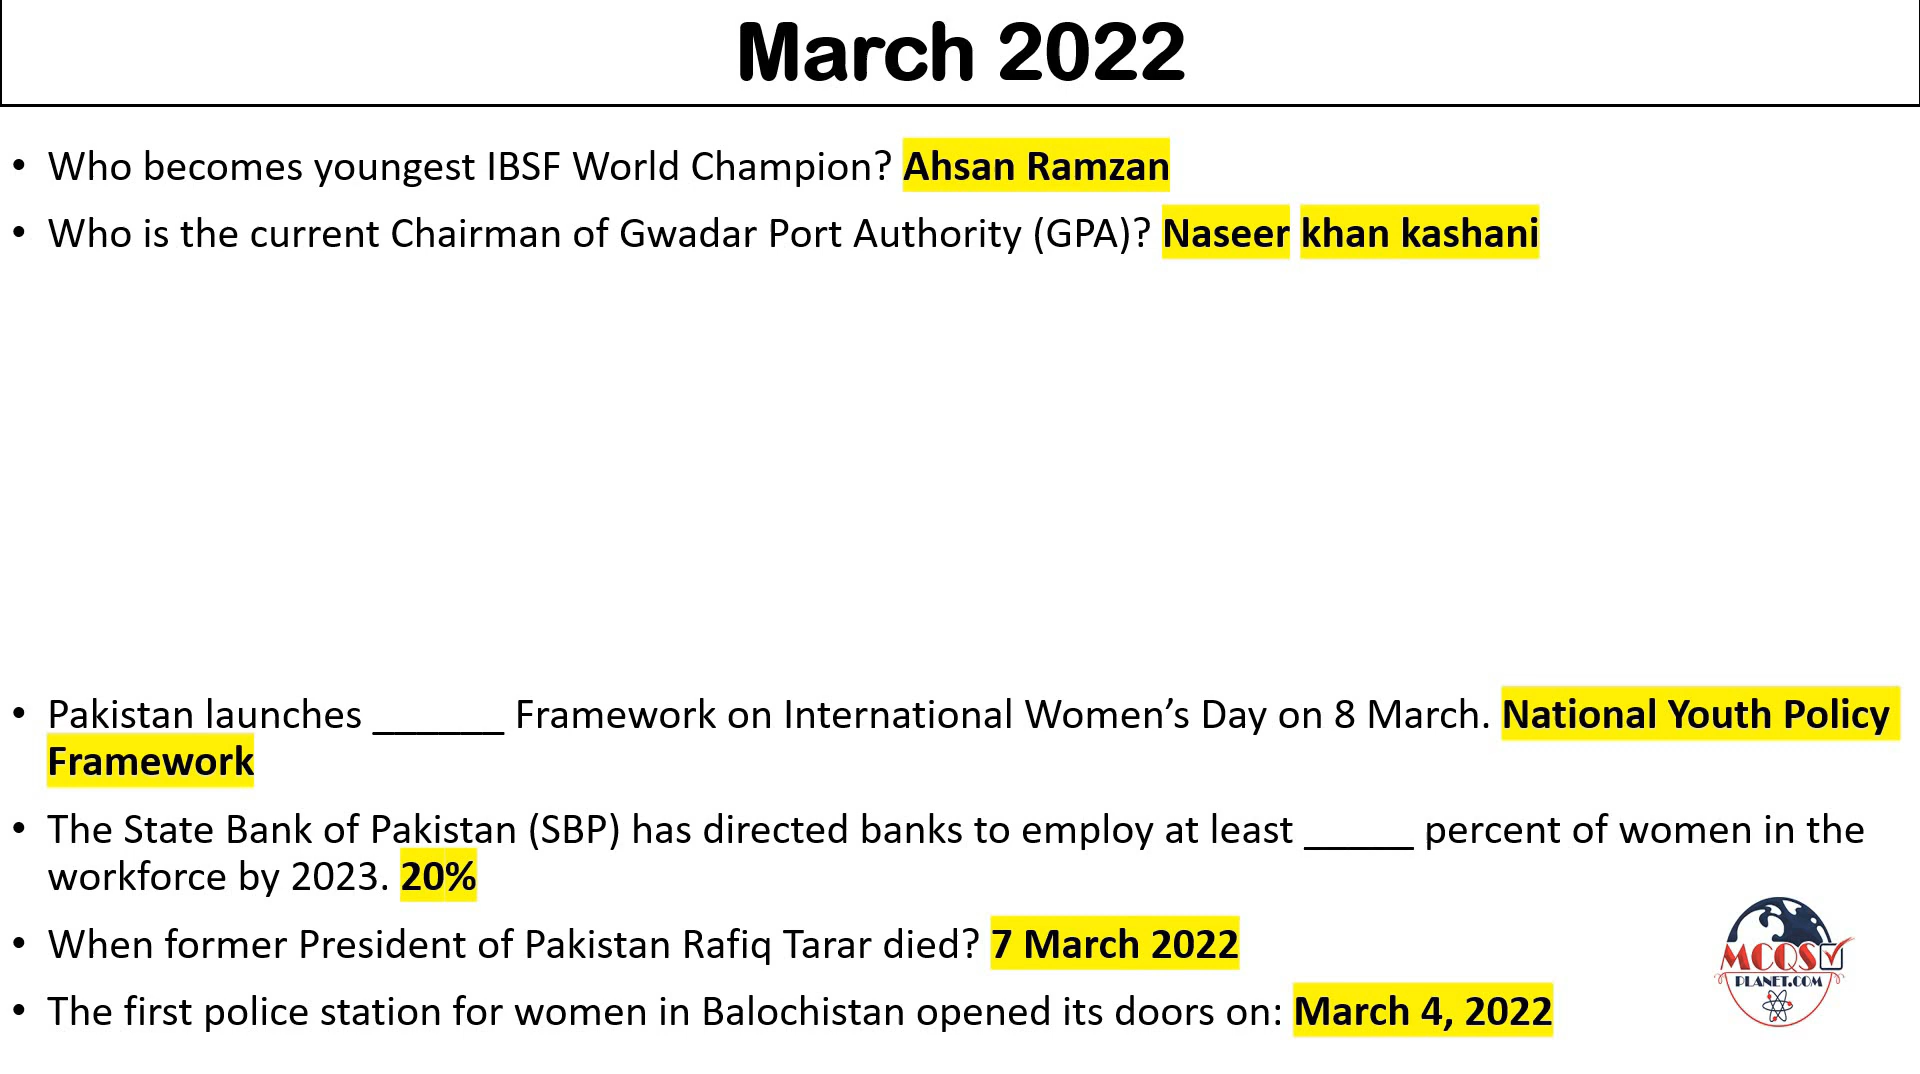 March 2022
• Who becomes youngest IBSF World Champion? Ahsan Ramzan
• Who is the current Chairman of Gwadar Port Authority (GPA)? Naseer khan kashani
• Pakistan launches ______ Framework on International Women’s Day on 8 March. National Youth Policy
Framework
• The State Bank of Pakistan (SBP) has directed banks to employ at least _____ percent of women in the
workforce by 2023. 20%
• When former President of Pakistan Rafiq Tarar died? 7 March 2022
• The first police station for women in Balochistan opened its doors on: March 4, 2022
MCQS
PLANET.COM